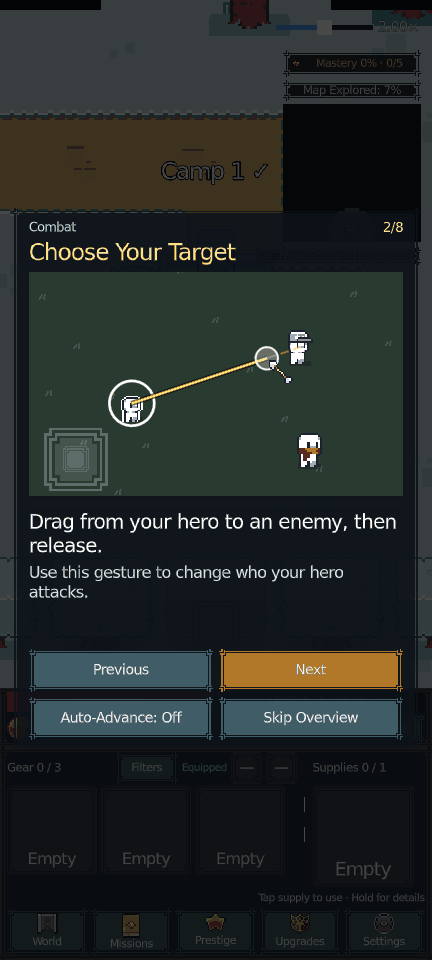 2.00x
Mastery 0% · 0/5
Map Explored: 7%
Camp 1 ✓
Combat
2/8
Choose Your Target
Drag from your hero to an enemy, then
release.
Use this gesture to change who your hero
attacks.
Previous
Next
Auto-Advance: Off
Skip Overview
Gear 0 / 3
Filters
Equipped
—
—
Supplies 0 / 1
Empty
Empty
Empty
Empty
Tap supply to use · Hold for details
World
Missions
Prestige
Upgrades
Settings